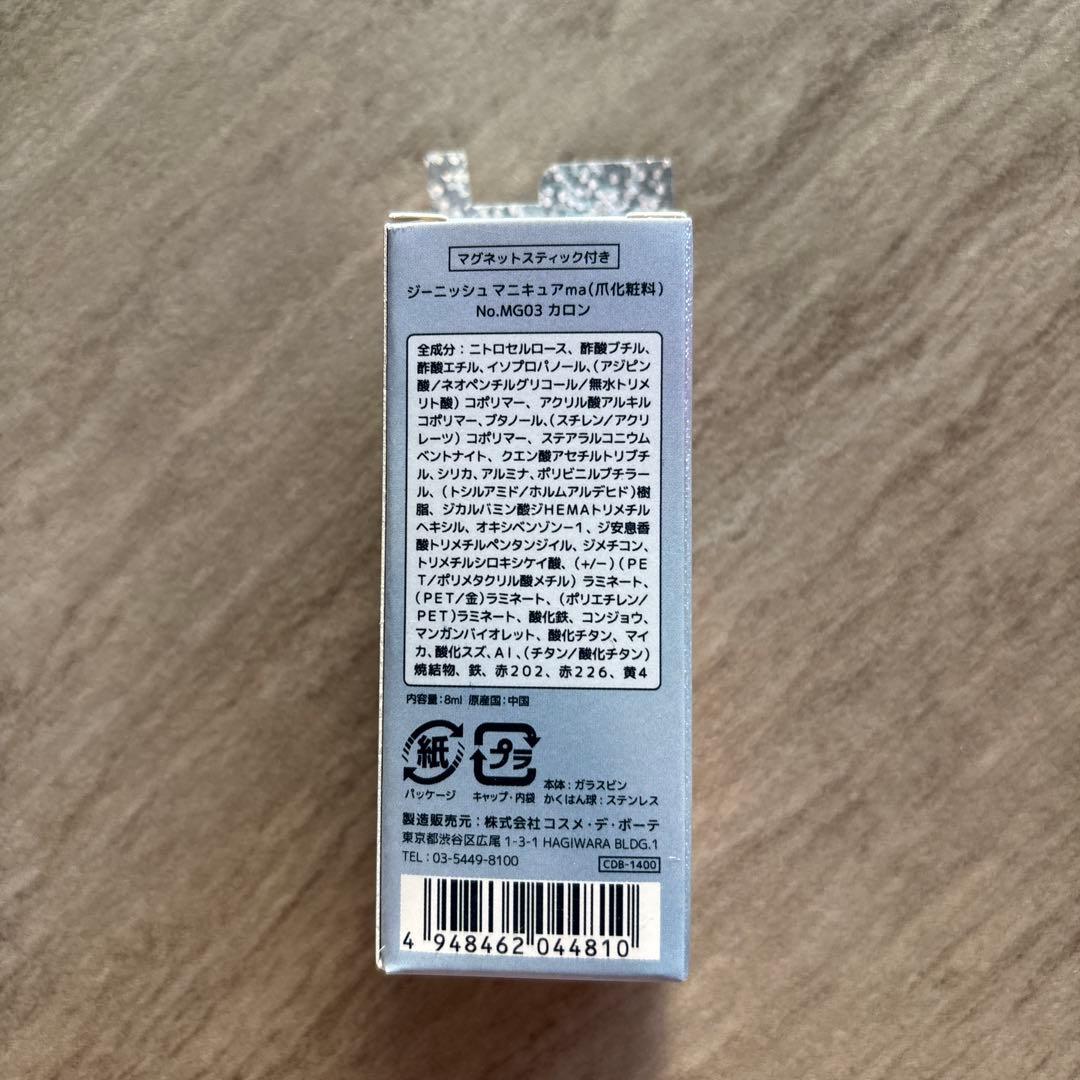 マグネットスティック付き
ジーニッシュ マニキュアma(爪化粧料)
No.MG03 カロン
全成分：ニトロセルロース、酢酸ブチル、
酢酸エチル、イソプロパノール、(アジピン
酸/ネオペンチルグリコール/無水トリメ
リト酸) コポリマー、アクリル酸アルキル
コポリマー、ブタノール、(スチレン/アクリ
レーツ) コポリマー、ステアラルコニウム
ベントナイト、クエン酸アセチルトリブチ
ル、シリカ、アルミナ、ポリビニルブチラー
ル、(トシルアミド/ホルムアルデヒド)樹
脂、ジカルバミン酸ジHEMAトリメチル
ヘキシル、オキシベンゾン-1、ジ安息香
酸トリメチルペンタンジイル、ジメチコン、
トリメチルシロキシケイ酸、(+/-)(PE
T/ポリメタクリル酸メチル) ラミネート、
(PET/金)ラミネート、(ポリエチレン/
PET)ラミネート、酸化鉄、コンジョウ、
マンガンバイオレット、酸化チタン、マイ
カ、酸化スズ、AI、(チタン/酸化チタン)
焼結物、鉄、赤202、赤226、黄4
内容量：8ml 原産国：中国
紙
プラ
パッケージ
キャップ・内袋
本体：ガラスビン
かくはん球：ステンレス
製造販売元：株式会社コスメ・デ・ボーテ
東京都渋谷区広尾 1-3-1 HAGIWARA BLDG.1
TEL：03-5449-8100
CDB-1400
4 948462 044810